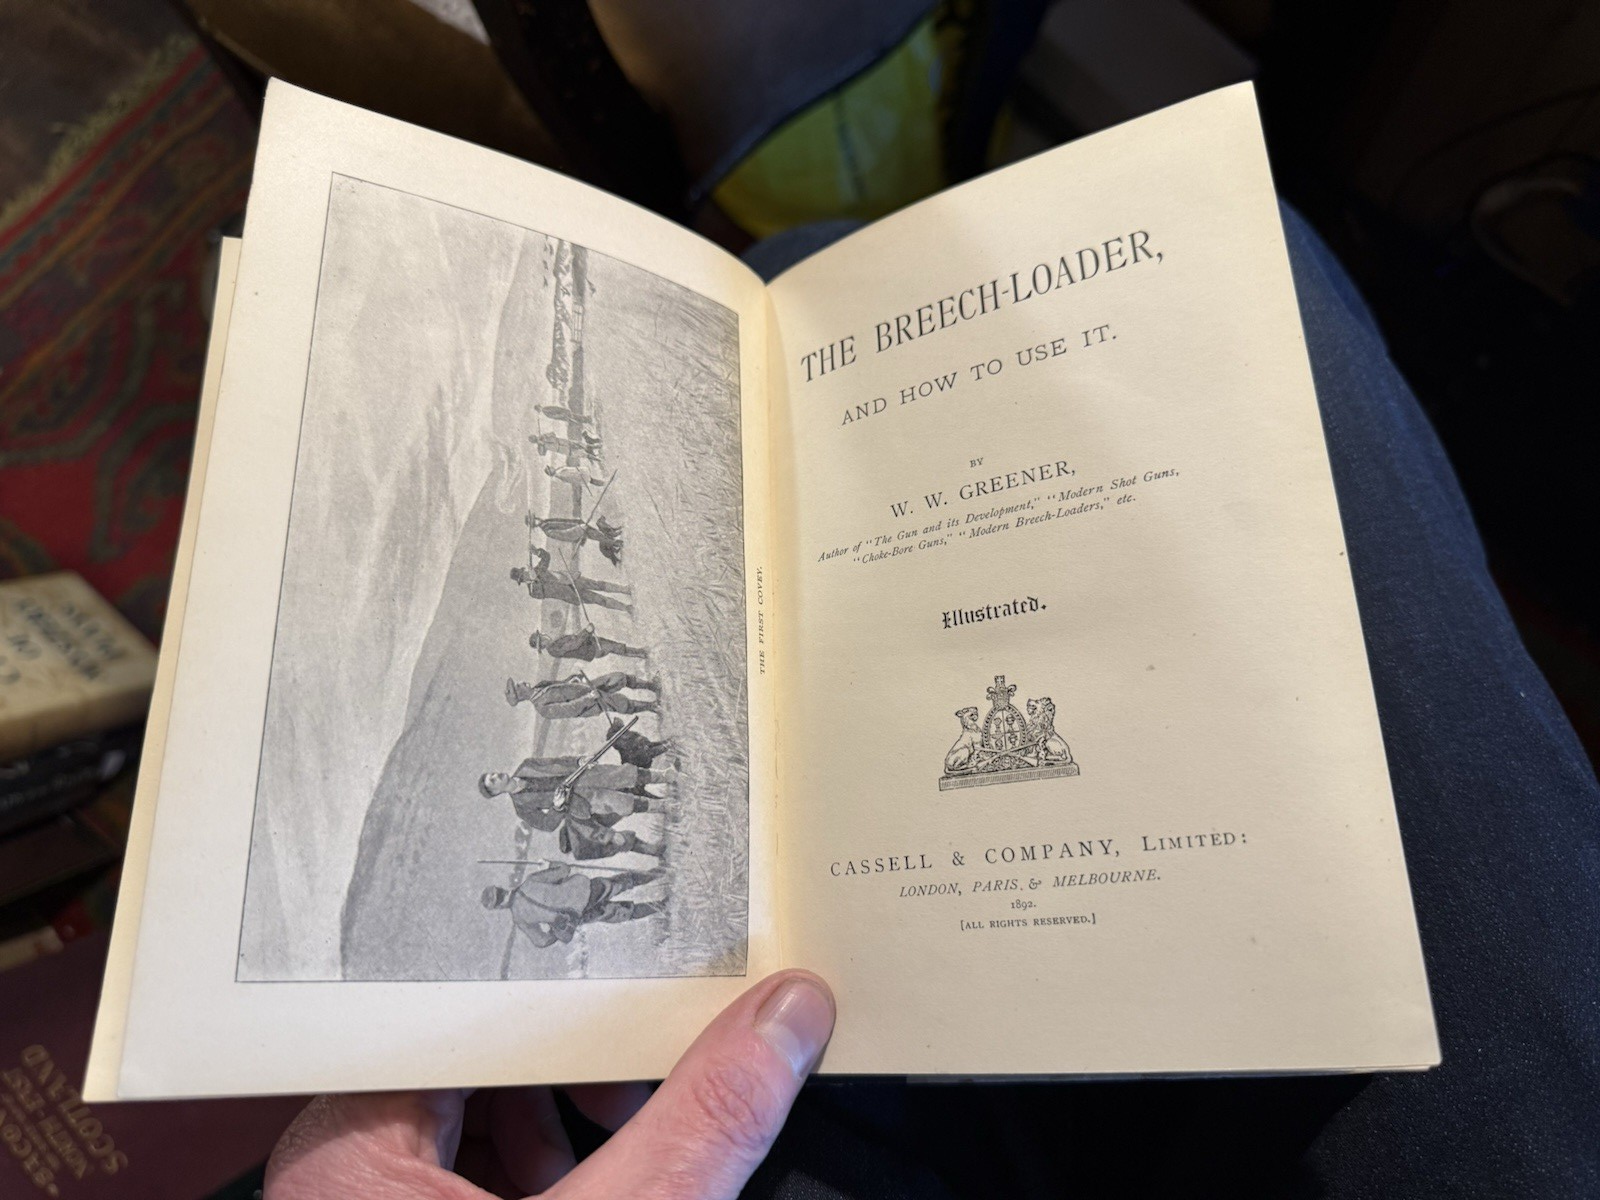 THE FIRST COVEY.
THE BREECH-LOADER,
AND HOW TO USE IT.
BY
W. W. GREENER,
Author of "The Gun and its Development," "Modern Shot Guns,
"Choke-Bore Guns," "Modern Breech-Loaders," etc.
Illustrated.
CASSELL & COMPANY, LIMITED:
LONDON, PARIS & MELBOURNE.
1892.
[ALL RIGHTS RESERVED.]
SCOTLAND